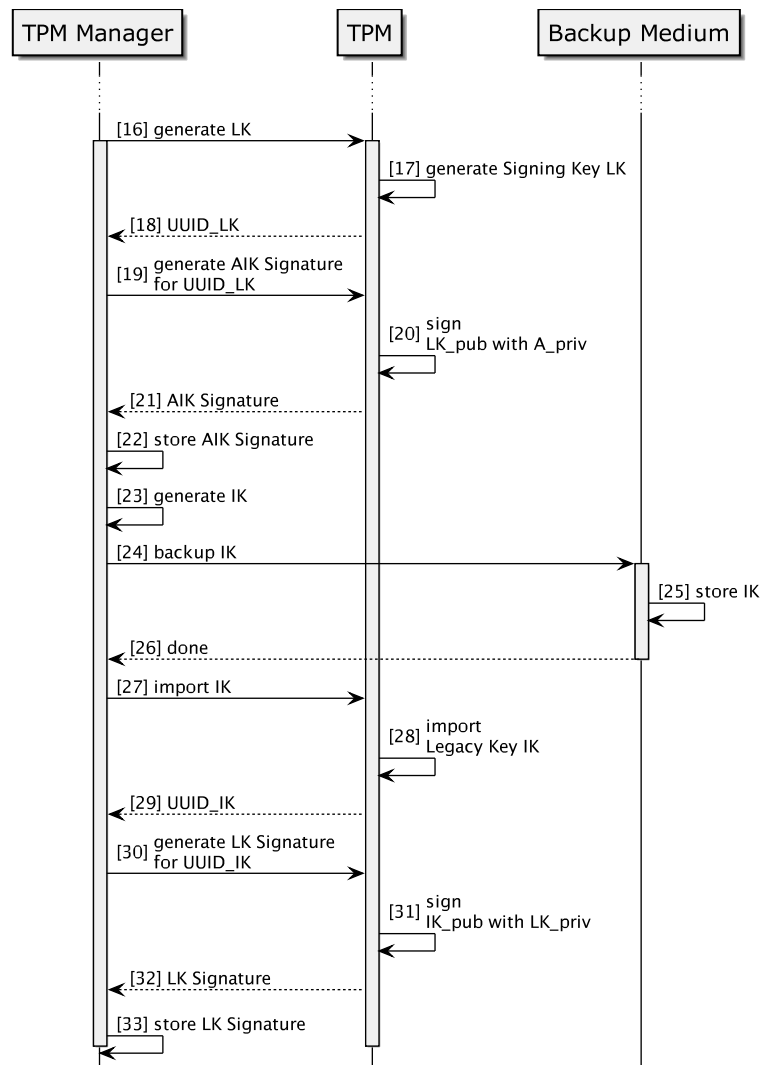 TPM Manager
TPM
Backup Medium
[16] generate LK
[17] generate Signing Key LK
[18] UUID_LK
[19] generate AIK Signature
for UUID_LK
[20] sign
LK_pub with A_priv
[21] AIK Signature
[22] store AIK Signature
[23] generate IK
[24] backup IK
[25] store IK
[26] done
[27] import IK
[28] import
Legacy Key IK
[29] UUID_IK
[30] generate LK Signature
for UUID_IK
[31] sign
IK_pub with LK_priv
[32] LK Signature
[33] store LK Signature